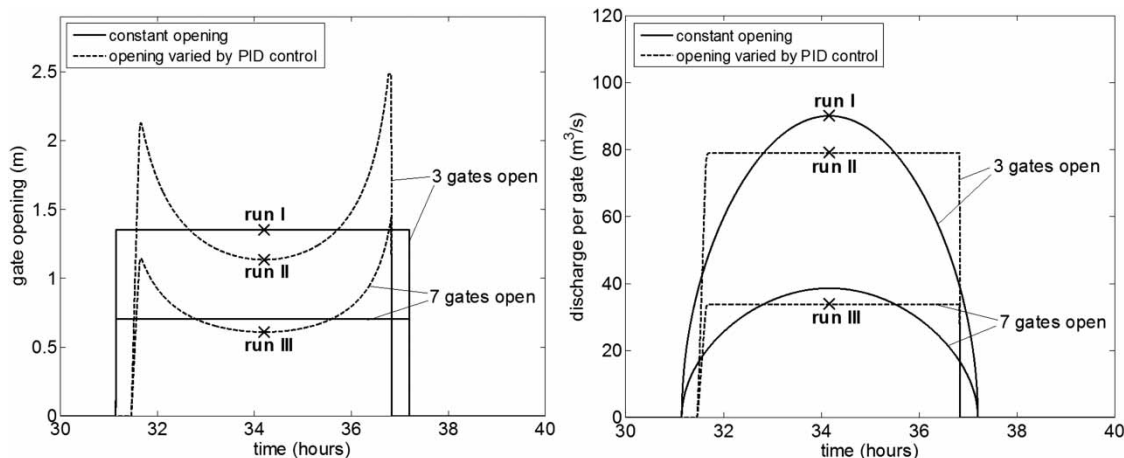 constant opening
opening varied by PID control
2.5
2
1.5
1
0.5
0
gate opening (m)
run I
run II
run III
3 gates open
7 gates open
30
32
34
36
38
40
time (hours)
constant opening
opening varied by PID control
120
100
80
60
40
20
0
discharge per gate (m³/s)
run I
run II
run III
3 gates open
7 gates open
30
32
34
36
38
40
time (hours)